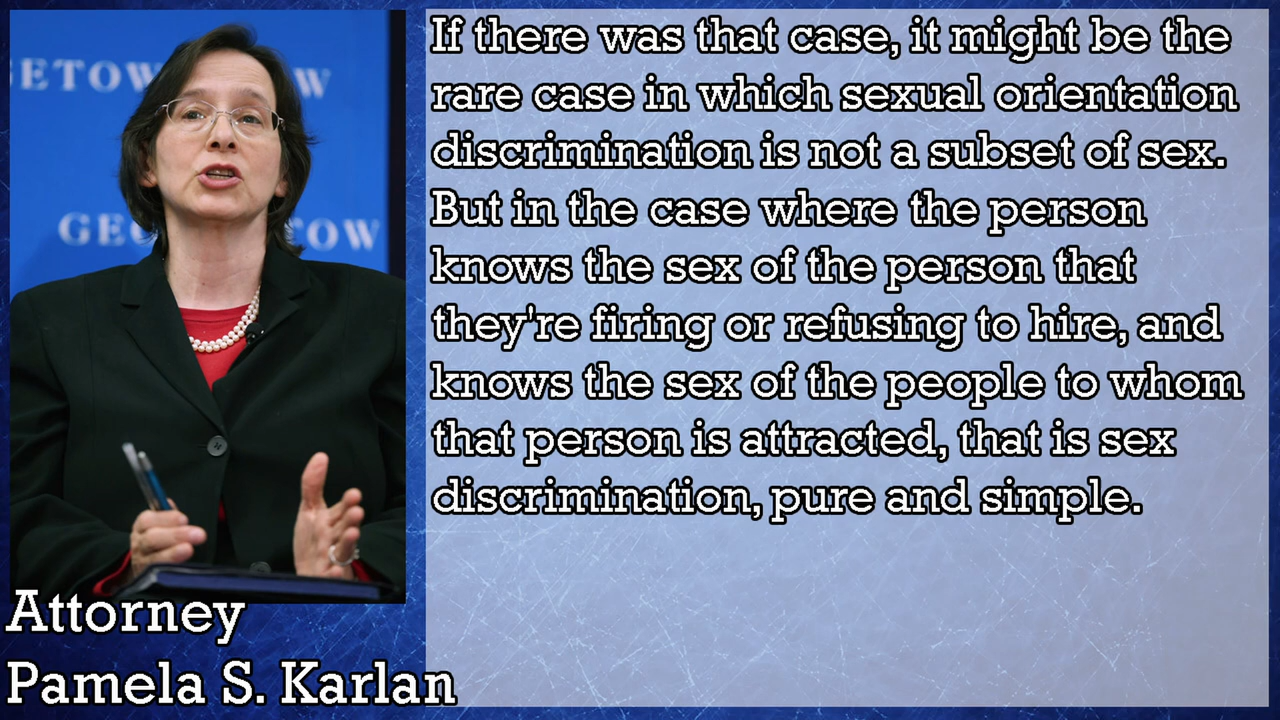 If there was that case, it might be the
rare case in which sexual orientation
discrimination is not a subset of sex.
But in the case where the person
knows the sex of the person that
they're firing or refusing to hire, and
knows the sex of the people to whom
that person is attracted, that is sex
discrimination, pure and simple.
ETOW W
GEO TOW
Attorney
Pamela S. Karlan